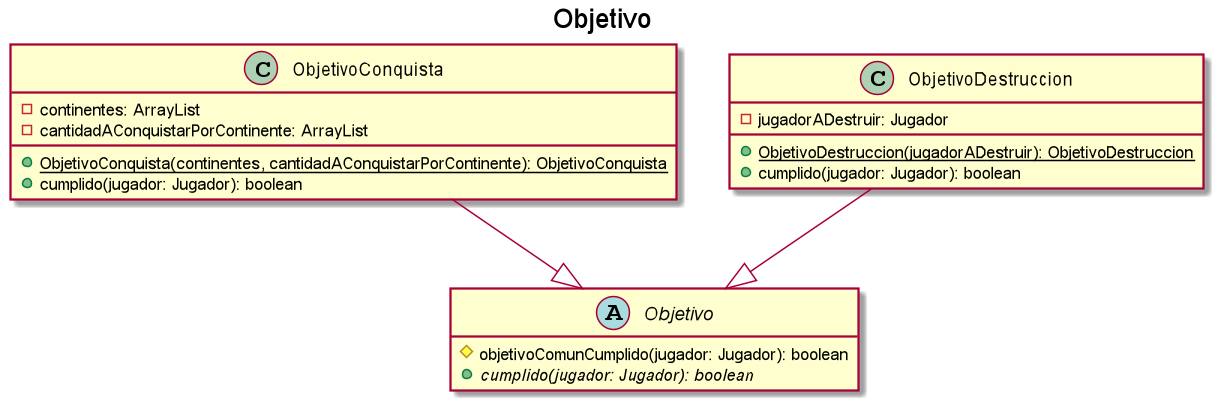 Objetivo
C ObjetivoConquista
continentes: ArrayList
cantidadAConquistarPorContinente: ArrayList
ObjetivoConquista(continentes, cantidadAConquistarPorContinente): ObjetivoConquista
cumplido(jugador: Jugador): boolean
C ObjetivoDestruccion
jugadorADestruir: Jugador
ObjetivoDestruccion(jugadorADestruir): ObjetivoDestruccion
cumplido(jugador: Jugador): boolean
A Objetivo
objetivoComunCumplido(jugador: Jugador): boolean
cumplido(jugador: Jugador): boolean